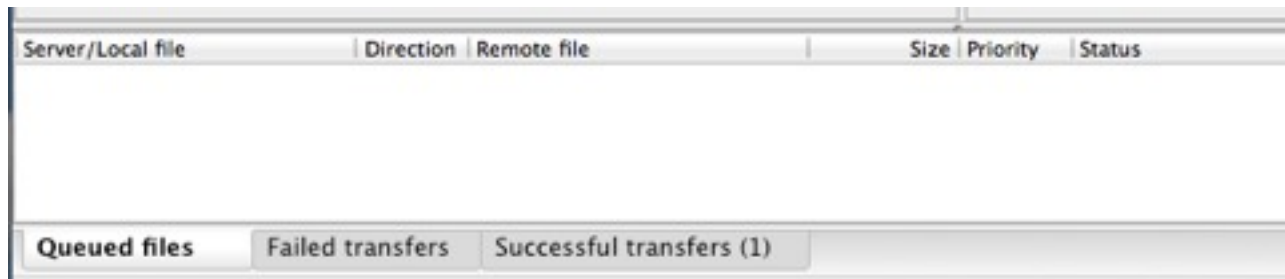 Server/Local file Direction Remote file Size Priority Status
Queued files Failed transfers Successful transfers (1)